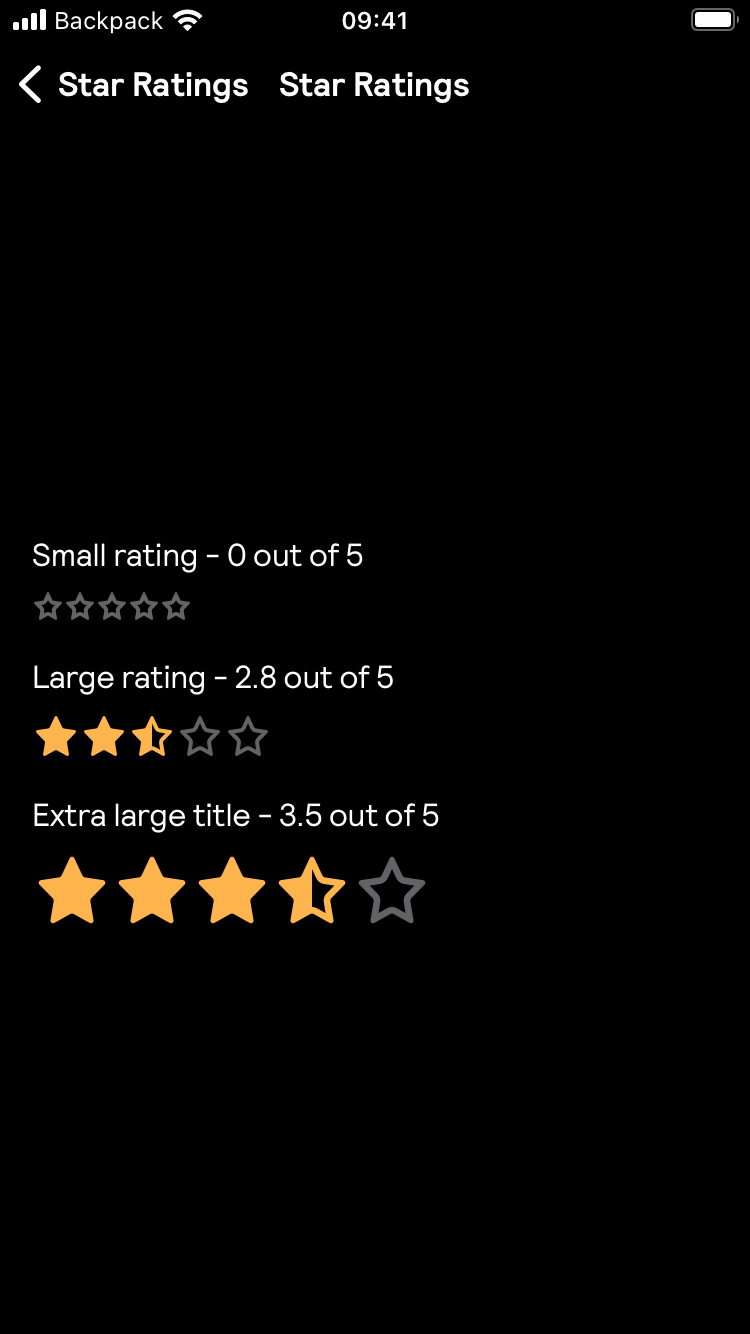 Backpack 09:41
Star Ratings Star Ratings
Small rating - 0 out of 5
Large rating - 2.8 out of 5
Extra large title - 3.5 out of 5